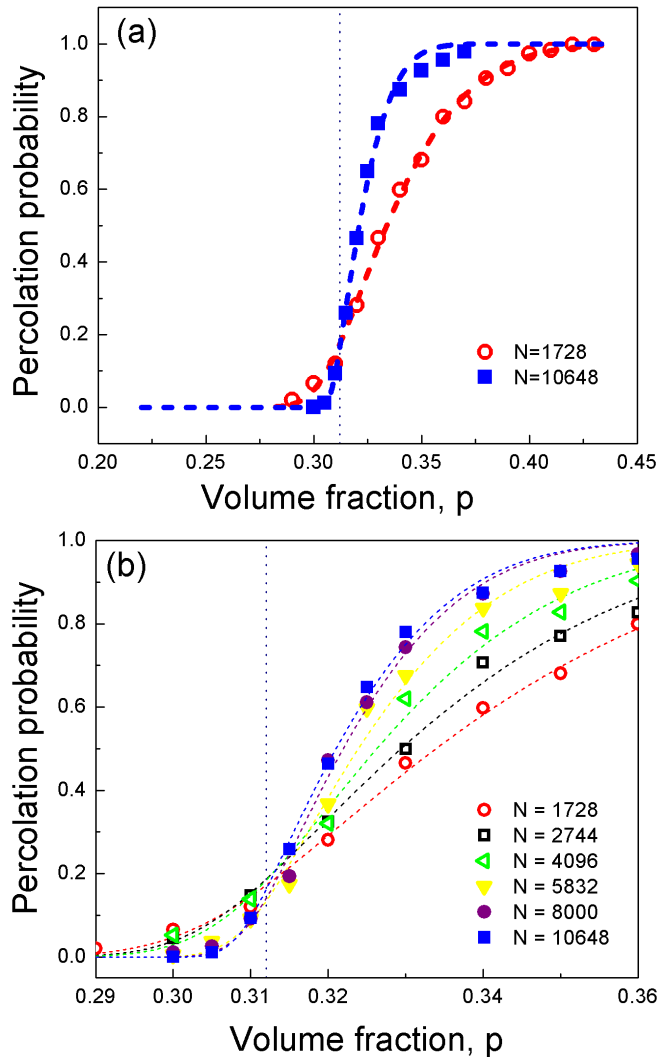 (a)
Percolation probability
1.0
0.8
0.6
0.4
0.2
0.0
N=1728
N=10648
0.20 0.25 0.30 0.35 0.40 0.45
Volume fraction, p
(b)
Percolation probability
1.0
0.8
0.6
0.4
0.2
0.0
N = 1728
N = 2744
N = 4096
N = 5832
N = 8000
N = 10648
0.29 0.30 0.31 0.32 0.34 0.36
Volume fraction, p